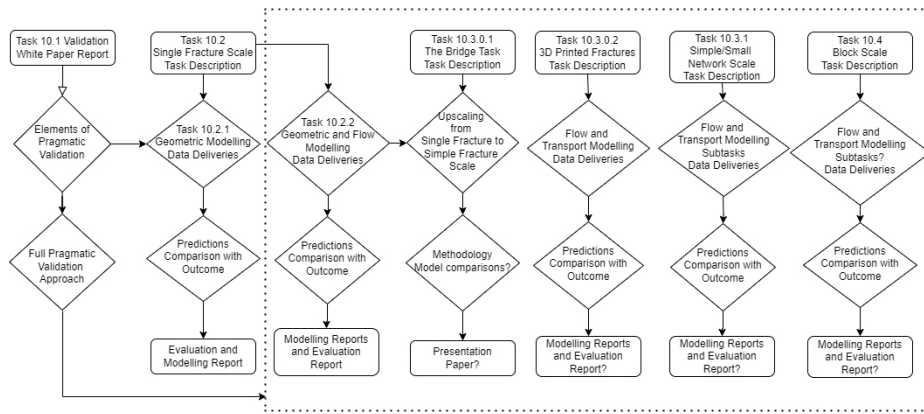 Task 10.1 Validation
White Paper Report
Task 10.2
Single Fracture Scale
Task Description
Task 10.3.0.1
The Bridge Task
Task Description
Task 10.3.0.2
3D Printed Fractures
Task Description
Task 10.3.1
Simple/Small
Network Scale
Task Description
Task 10.4
Block Scale
Task Description
Elements of
Pragmatic
Validation
Task 10.2.1
Geometric Modelling
Data Deliveries
Task 10.2.2
Geometric and Flow
Modelling
Data Deliveries
Upscaling
from
Single Fracture to
Simple Fracture
Scale
Flow and
Transport Modelling
Data Deliveries
Flow and
Transport Modelling
Subtasks
Data Deliveries
Flow and
Transport Modelling
Subtasks?
Data Deliveries
Full Pragmatic
Validation
Approach
Predictions
Comparison with
Outcome
Predictions
Comparison with
Outcome
Methodology
Model comparisons?
Predictions
Comparison with
Outcome
Predictions
Comparison with
Outcome
Predictions
Comparison with
Outcome
Evaluation and
Modelling Report
Modelling Reports
and Evaluation
Report
Presentation
Paper?
Modelling Reports
and Evaluation
Report?
Modelling Reports
and Evaluation
Report?
Modelling Reports
and Evaluation
Report?